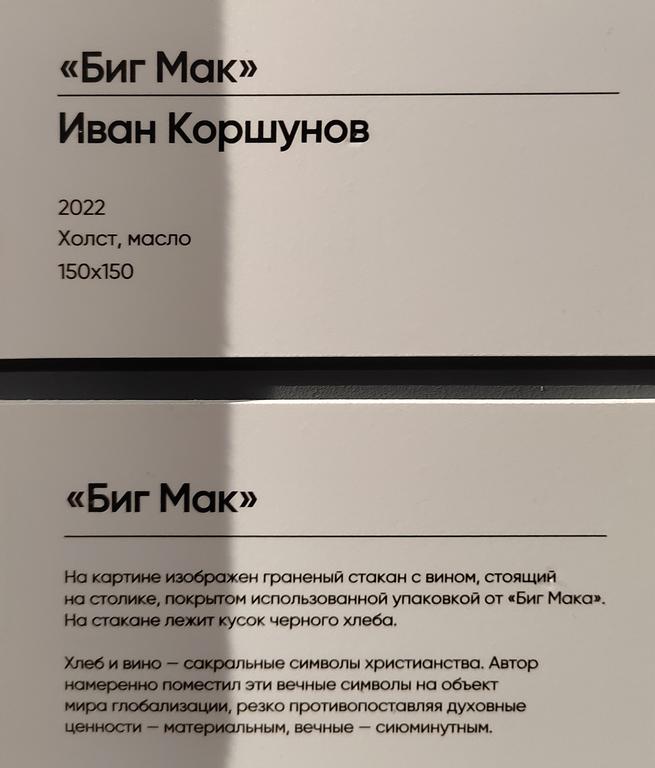 «Биг Мак»
Иван Коршунов
2022
Холст, масло
150x150
«Биг Мак»
На картине изображен граненый стакан с вином, стоящий
на столике, покрытом использованной упаковкой от «Биг Мака».
На стакане лежит кусок черного хлеба.
Хлеб и вино — сакральные символы христианства. Автор
намеренно поместил эти вечные символы на объект
мира глобализации, резко противопоставляя духовные
ценности — материальным, вечные — сиюминутным.